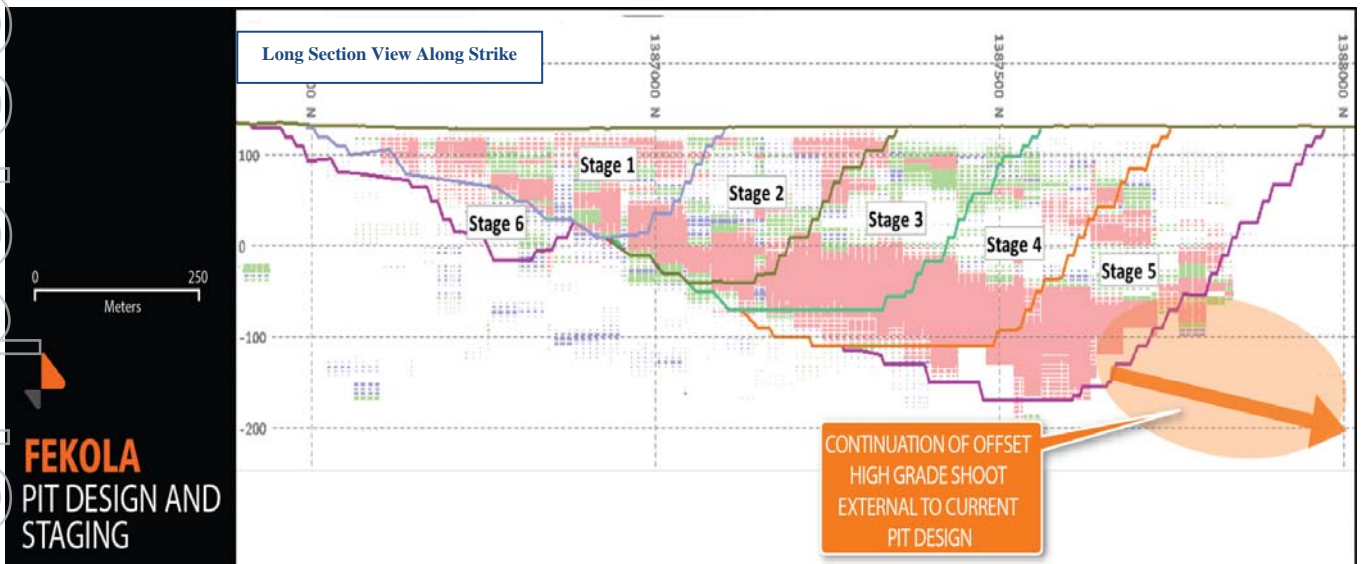 Long Section View Along Strike
00 N
1387000 N
1387500 N
1388000 N
100
0
-100
-200
Stage 1
Stage 2
Stage 3
Stage 4
Stage 5
Stage 6
0
250
Meters
FEKOLA
PIT DESIGN AND
STAGING
CONTINUATION OF OFFSET
HIGH GRADE SHOOT
EXTERNAL TO CURRENT
PIT DESIGN